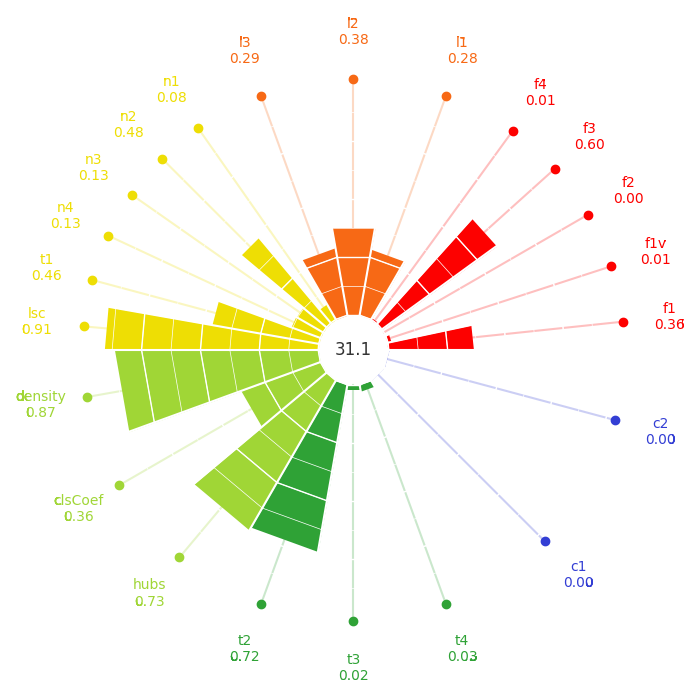 l2
0.38
l3
0.29
l1
0.28
n1
0.08
f4
0.01
n2
0.48
f3
0.60
n3
0.13
f2
0.00
n4
0.13
f1v
0.01
t1
0.46
lsc
0.91
f1
0.36
31.1
density
0.87
c2
0.00
clsCoef
0.36
c1
0.00
hubs
0.73
t2
0.72
t4
0.03
t3
0.02